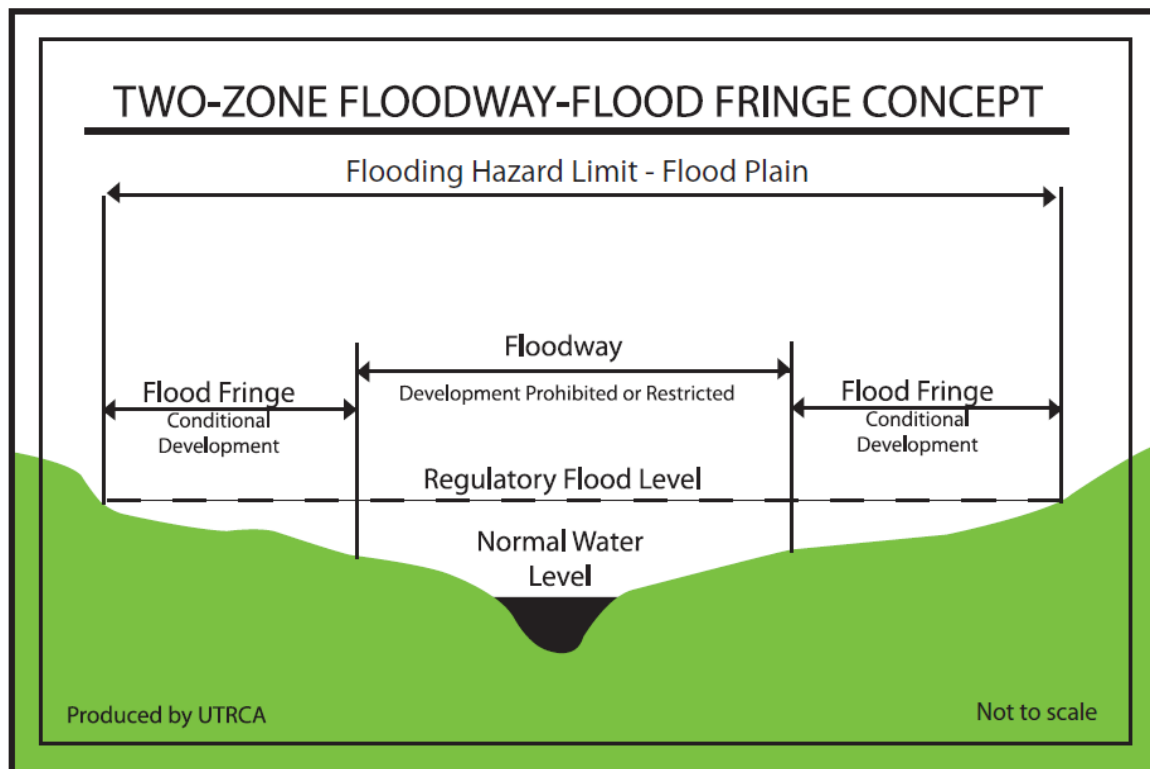 TWO-ZONE FLOODWAY-FLOOD FRINGE CONCEPT
Flooding Hazard Limit - Flood Plain
Floodway
Development Prohibited or Restricted
Flood Fringe
Conditional
Development
Flood Fringe
Conditional
Development
Regulatory Flood Level
Normal Water
Level
Produced by UTRCA
Not to scale